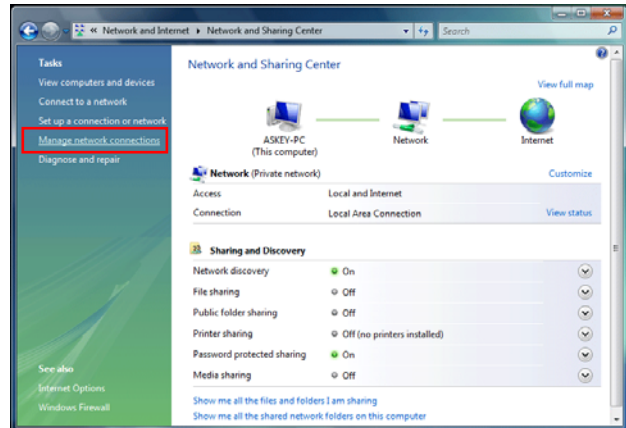 « Network and Internet ▸ Network and Sharing Center
Search
Tasks
View computers and devices
Connect to a network
Set up a connection or network
Manage network connections
Diagnose and repair
See also
Internet Options
Windows Firewall
Network and Sharing Center
View full map
ASKEY-PC
(This computer)
Network
Internet
Network (Private network)
Customize
Access Local and Internet
Connection Local Area Connection View status
Sharing and Discovery
Network discovery On
File sharing Off
Public folder sharing Off
Printer sharing Off (no printers installed)
Password protected sharing On
Media sharing Off
Show me all the files and folders I am sharing
Show me all the shared network folders on this computer